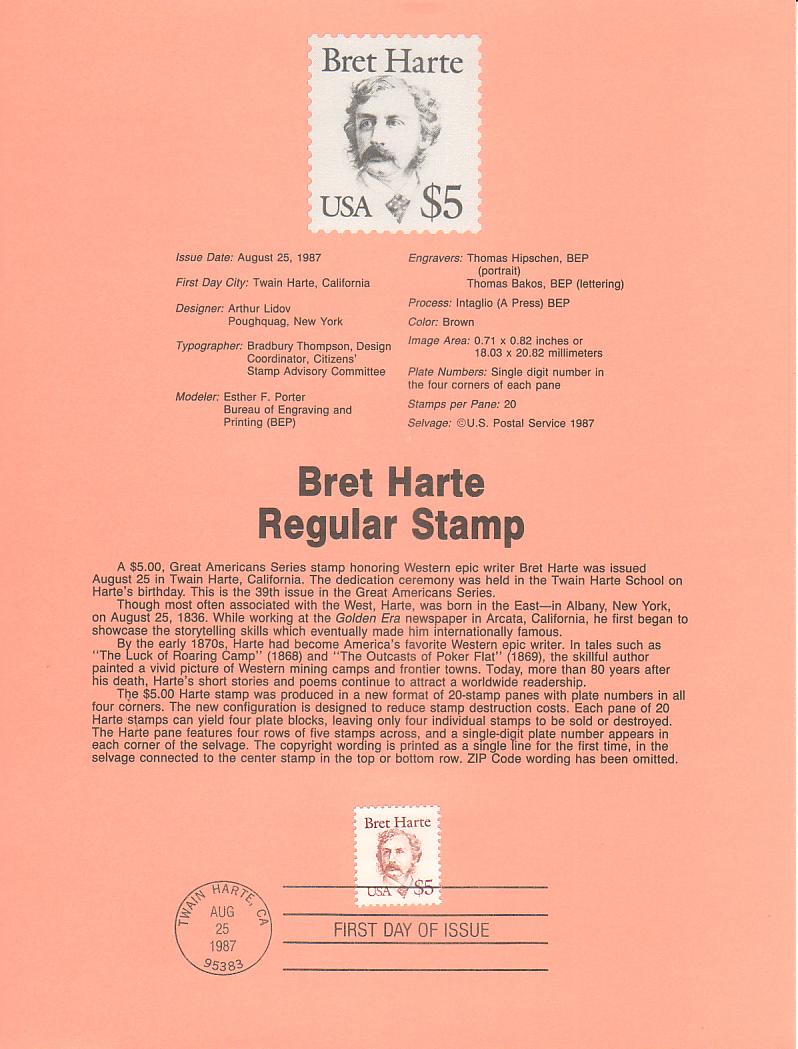 Bret Harte
USA $5
Issue Date: August 25, 1987
First Day City: Twain Harte, California
Designer: Arthur Lidov
Poughquag, New York
Typographer: Bradbury Thompson, Design
Coordinator, Citizens'
Stamp Advisory Committee
Modeler: Esther F. Porter
Bureau of Engraving and
Printing (BEP)
Engravers: Thomas Hipschen, BEP
(portrait)
Thomas Bakos, BEP (lettering)
Process: Intaglio (A Press) BEP
Color: Brown
Image Area: 0.71 x 0.82 inches or
18.03 x 20.82 millimeters
Plate Numbers: Single digit number in
the four corners of each pane
Stamps per Pane: 20
Selvage: ©U.S. Postal Service 1987
Bret Harte
Regular Stamp
A $5.00, Great Americans Series stamp honoring Western epic writer Bret Harte was issued
August 25 in Twain Harte, California. The dedication ceremony was held in the Twain Harte School on
Harte's birthday. This is the 39th issue in the Great Americans Series.
Though most often associated with the West, Harte, was born in the East—in Albany, New York,
on August 25, 1836. While working at the Golden Era newspaper in Arcata, California, he first began to
showcase the storytelling skills which eventually made him internationally famous.
By the early 1870s, Harte had become America's favorite Western epic writer. In tales such as
"The Luck of Roaring Camp" (1868) and "The Outcasts of Poker Flat" (1869), the skillful author
painted a vivid picture of Western mining camps and frontier towns. Today, more than 80 years after
his death, Harte's short stories and poems continue to attract a worldwide readership.
The $5.00 Harte stamp was produced in a new format of 20-stamp panes with plate numbers in all
four corners. The new configuration is designed to reduce stamp destruction costs. Each pane of 20
Harte stamps can yield four plate blocks, leaving only four individual stamps to be sold or destroyed.
The Harte pane features four rows of five stamps across, and a single-digit plate number appears in
each corner of the selvage. The copyright wording is printed as a single line for the first time, in the
selvage connected to the center stamp in the top or bottom row. ZIP Code wording has been omitted.
Bret Harte
USA $5
TWAIN HARTE, CA
AUG
25
1987
95383
FIRST DAY OF ISSUE